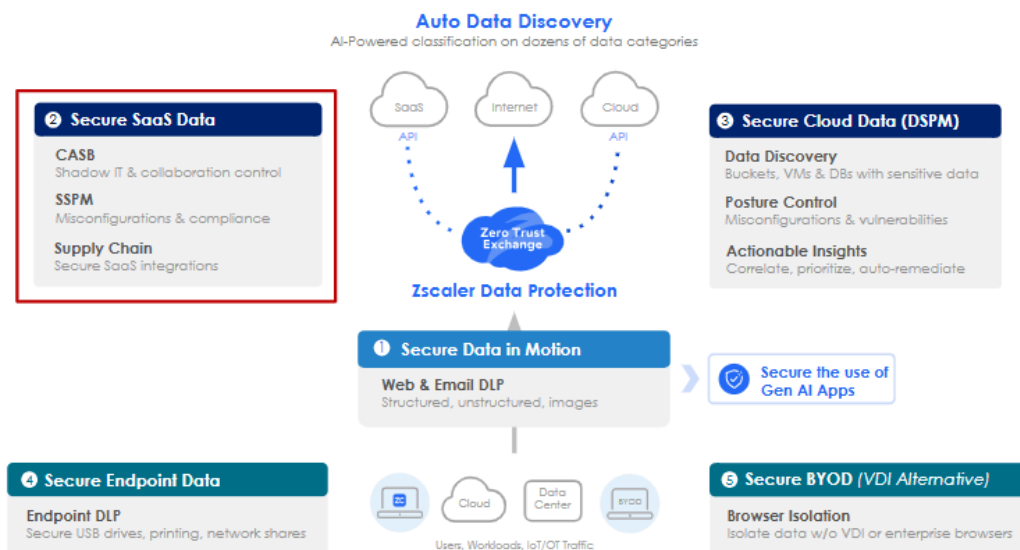 Auto Data Discovery
AI-Powered classification on dozens of data categories
SaaS
Internet
Cloud
API
API
2 Secure SaaS Data
CASB
Shadow IT & collaboration control
SSPM
Misconfigurations & compliance
Supply Chain
Secure SaaS integrations
3 Secure Cloud Data (DSPM)
Data Discovery
Buckets, VMs & DBs with sensitive data
Posture Control
Misconfigurations & vulnerabilities
Actionable Insights
Correlate, prioritize, auto-remediate
Zero Trust
Exchange
Zscaler Data Protection
1 Secure Data in Motion
Web & Email DLP
Structured, unstructured, images
Secure the use of
Gen AI Apps
4 Secure Endpoint Data
Endpoint DLP
Secure USB drives, printing, network shares
ZC
Cloud
Data
Center
BYOD
Users, Workloads, IoT/OT Traffic
5 Secure BYOD (VDI Alternative)
Browser Isolation
Isolate data w/o VDI or enterprise browsers